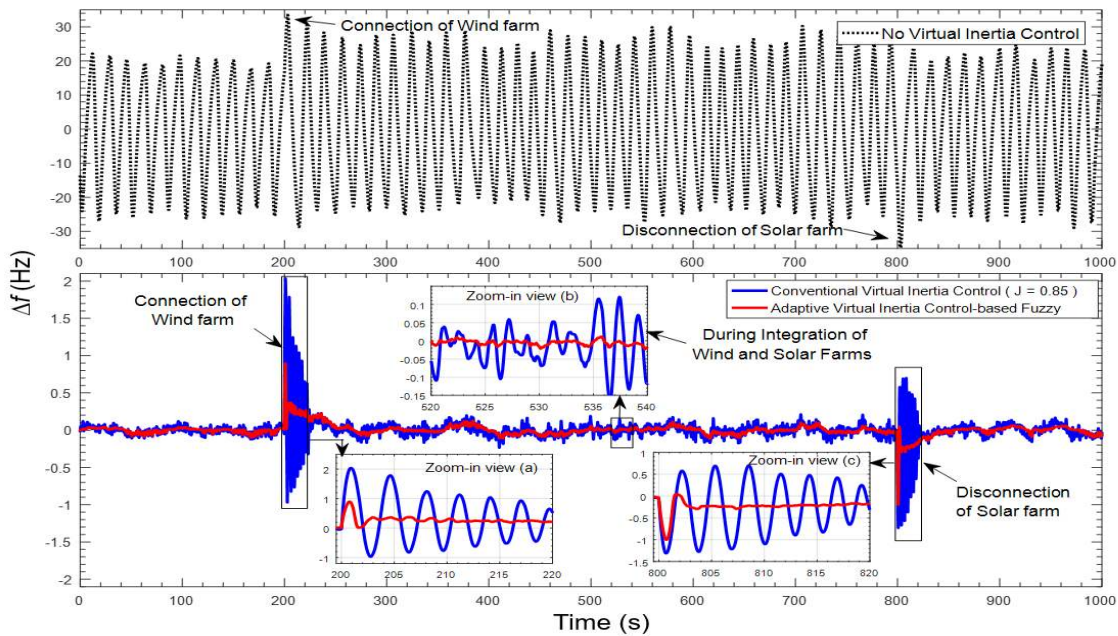 30
20
10
0
-10
-20
-30
Connection of Wind farm
No Virtual Inertia Control
Disconnection of Solar farm
0 100 200 300 400 500 600 700 800 900 1000
Δf (Hz)
2
1.5
1
0.5
0
-0.5
-1
-1.5
-2
Connection of
Wind farm
Zoom-in view (b)
0.1
0.05
0
-0.05
-0.1
-0.15
520 525 530 535 540
Conventional Virtual Inertia Control ( J = 0.85 )
Adaptive Virtual Inertia Control-based Fuzzy
During Integration of
Wind and Solar Farms
Zoom-in view (a)
2
1
0
-1
200 205 210 215 220
Zoom-in view (c)
1
0.5
0
-0.5
-1
-1.5
800 805 810 815 820
Disconnection
of Solar farm
0 100 200 300 400 500 600 700 800 900 1000
Time (s)